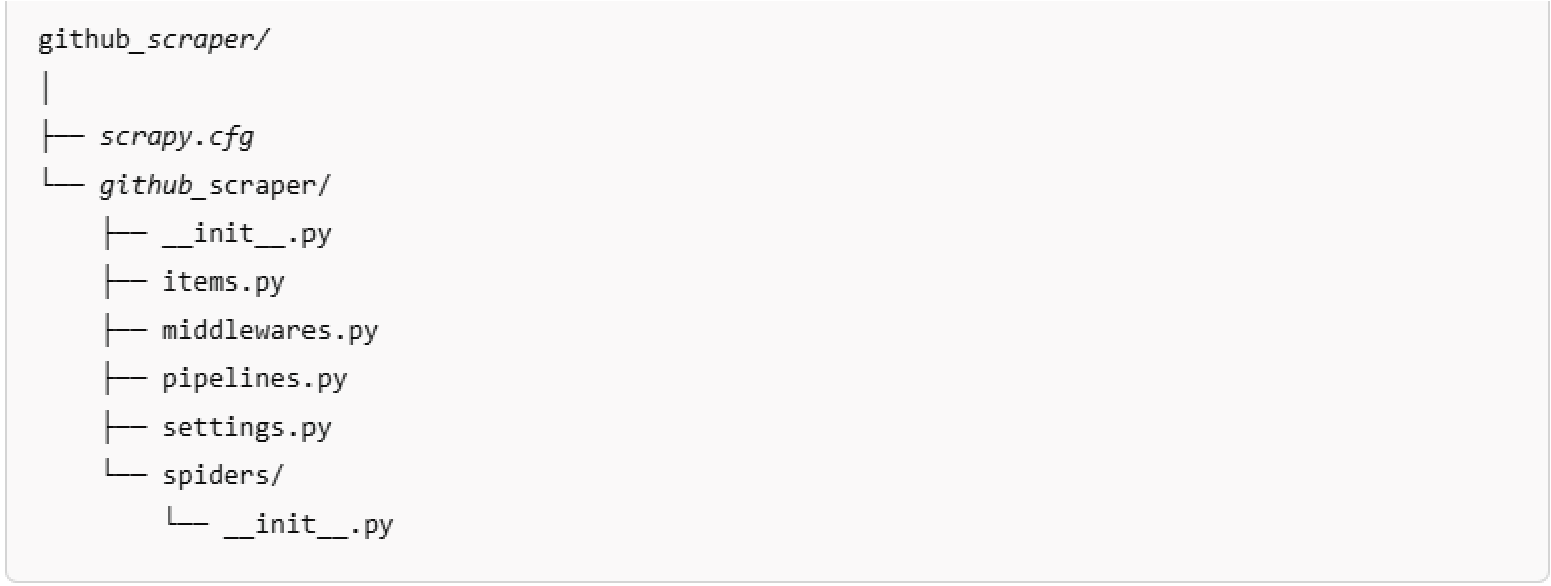 github_scraper/
│
├── scrapy.cfg
└── github_scraper/
    ├── __init__.py
    ├── items.py
    ├── middlewares.py
    ├── pipelines.py
    ├── settings.py
    └── spiders/
        └── __init__.py